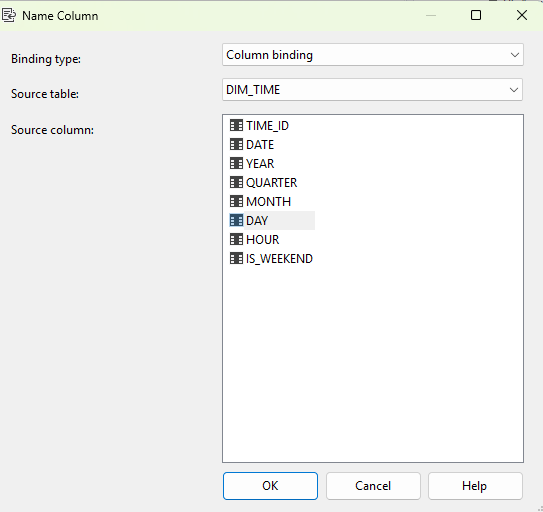 Name Column
Binding type:
Column binding
Source table:
DIM_TIME
Source column:
TIME_ID
DATE
YEAR
QUARTER
MONTH
DAY
HOUR
IS_WEEKEND
OK
Cancel
Help